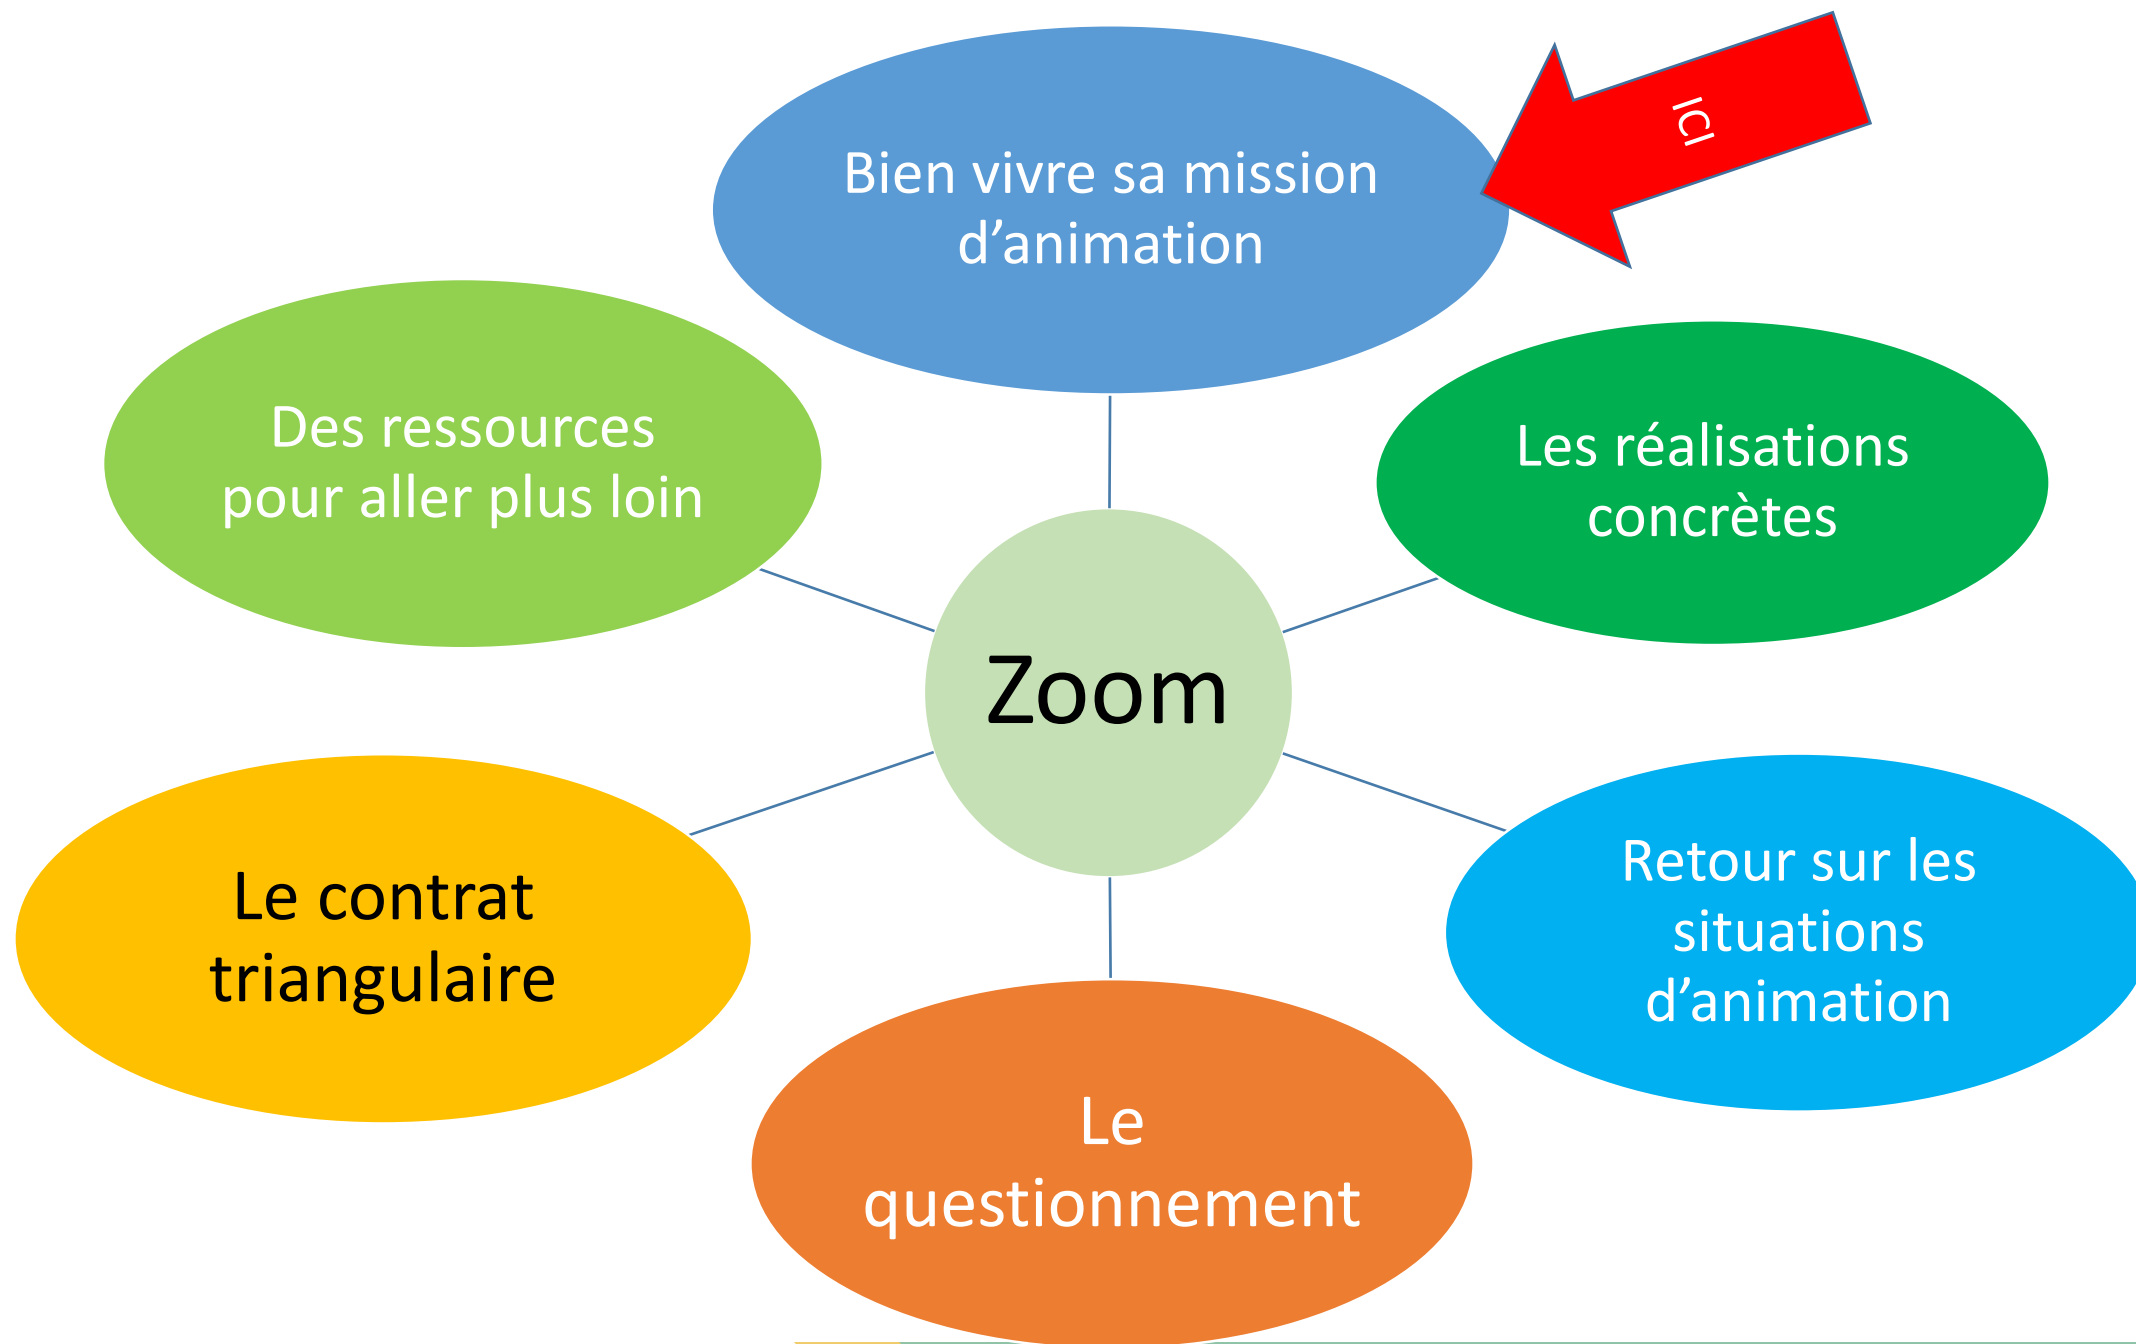 Bien vivre sa mission
d’animation
ICI
Des ressources
pour aller plus loin
Les réalisations
concrètes
Zoom
Le contrat
triangulaire
Retour sur les
situations
d’animation
Le
questionnement